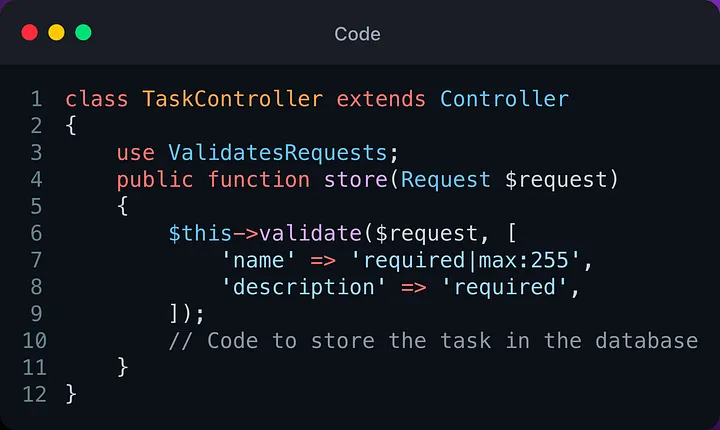 Code
1 class TaskController extends Controller
2 {
3     use ValidatesRequests;
4     public function store(Request $request)
5     {
6         $this->validate($request, [
7             'name' => 'required|max:255',
8             'description' => 'required',
9         ]);
10         // Code to store the task in the database
11     }
12 }